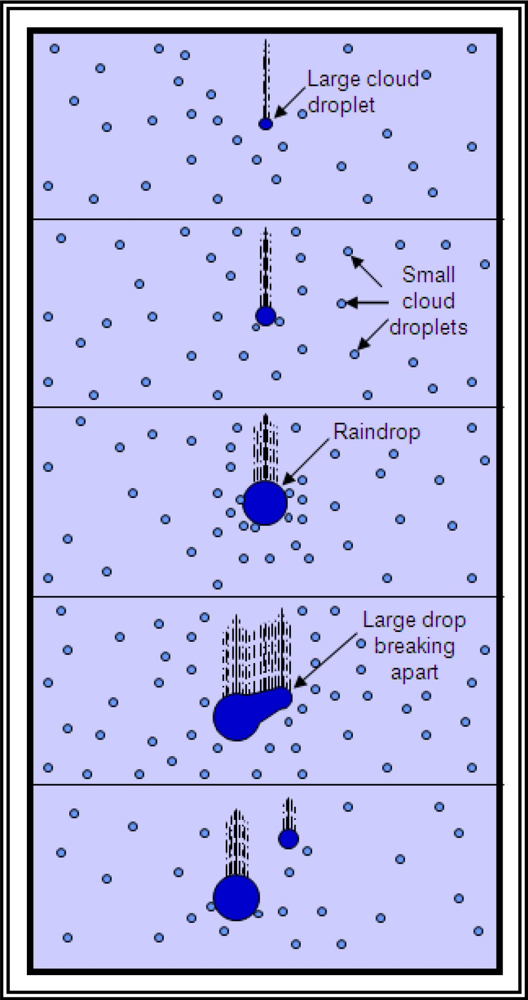 Large cloud
droplet
Small
cloud
droplets
Raindrop
Large drop
breaking
apart